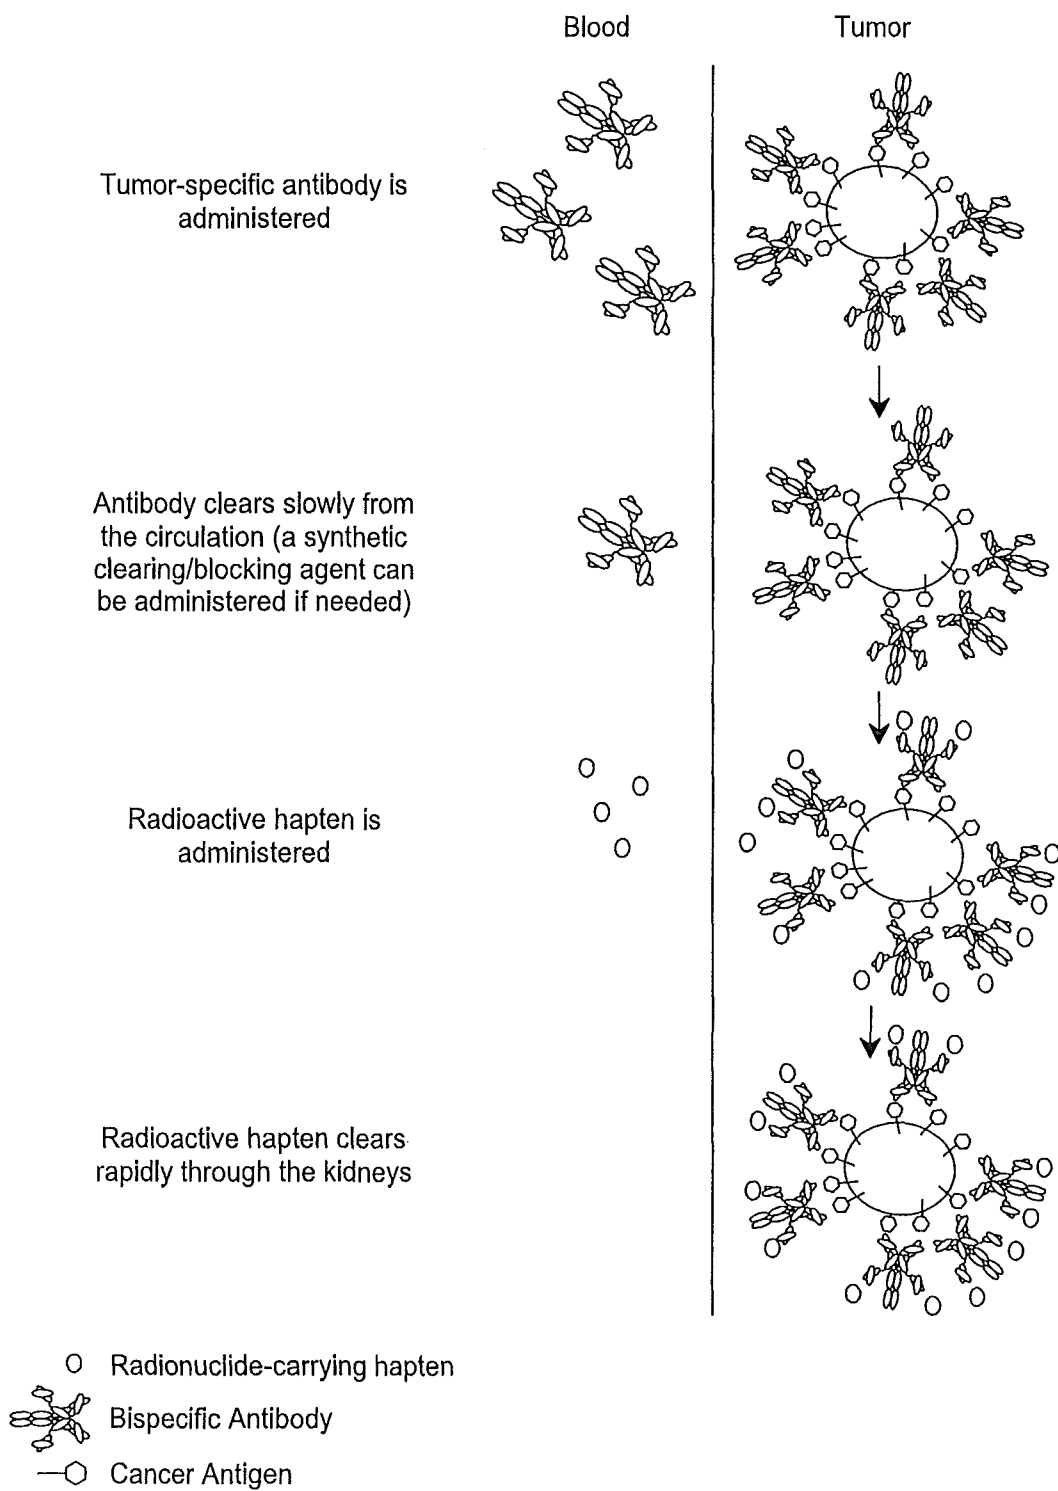 Blood
Tumor
Tumor-specific antibody is
administered
Antibody clears slowly from
the circulation (a synthetic
clearing/blocking agent can
be administered if needed)
Radioactive hapten is
administered
Radioactive hapten clears
rapidly through the kidneys
Radionuclide-carrying hapten
Bispecific Antibody
Cancer Antigen